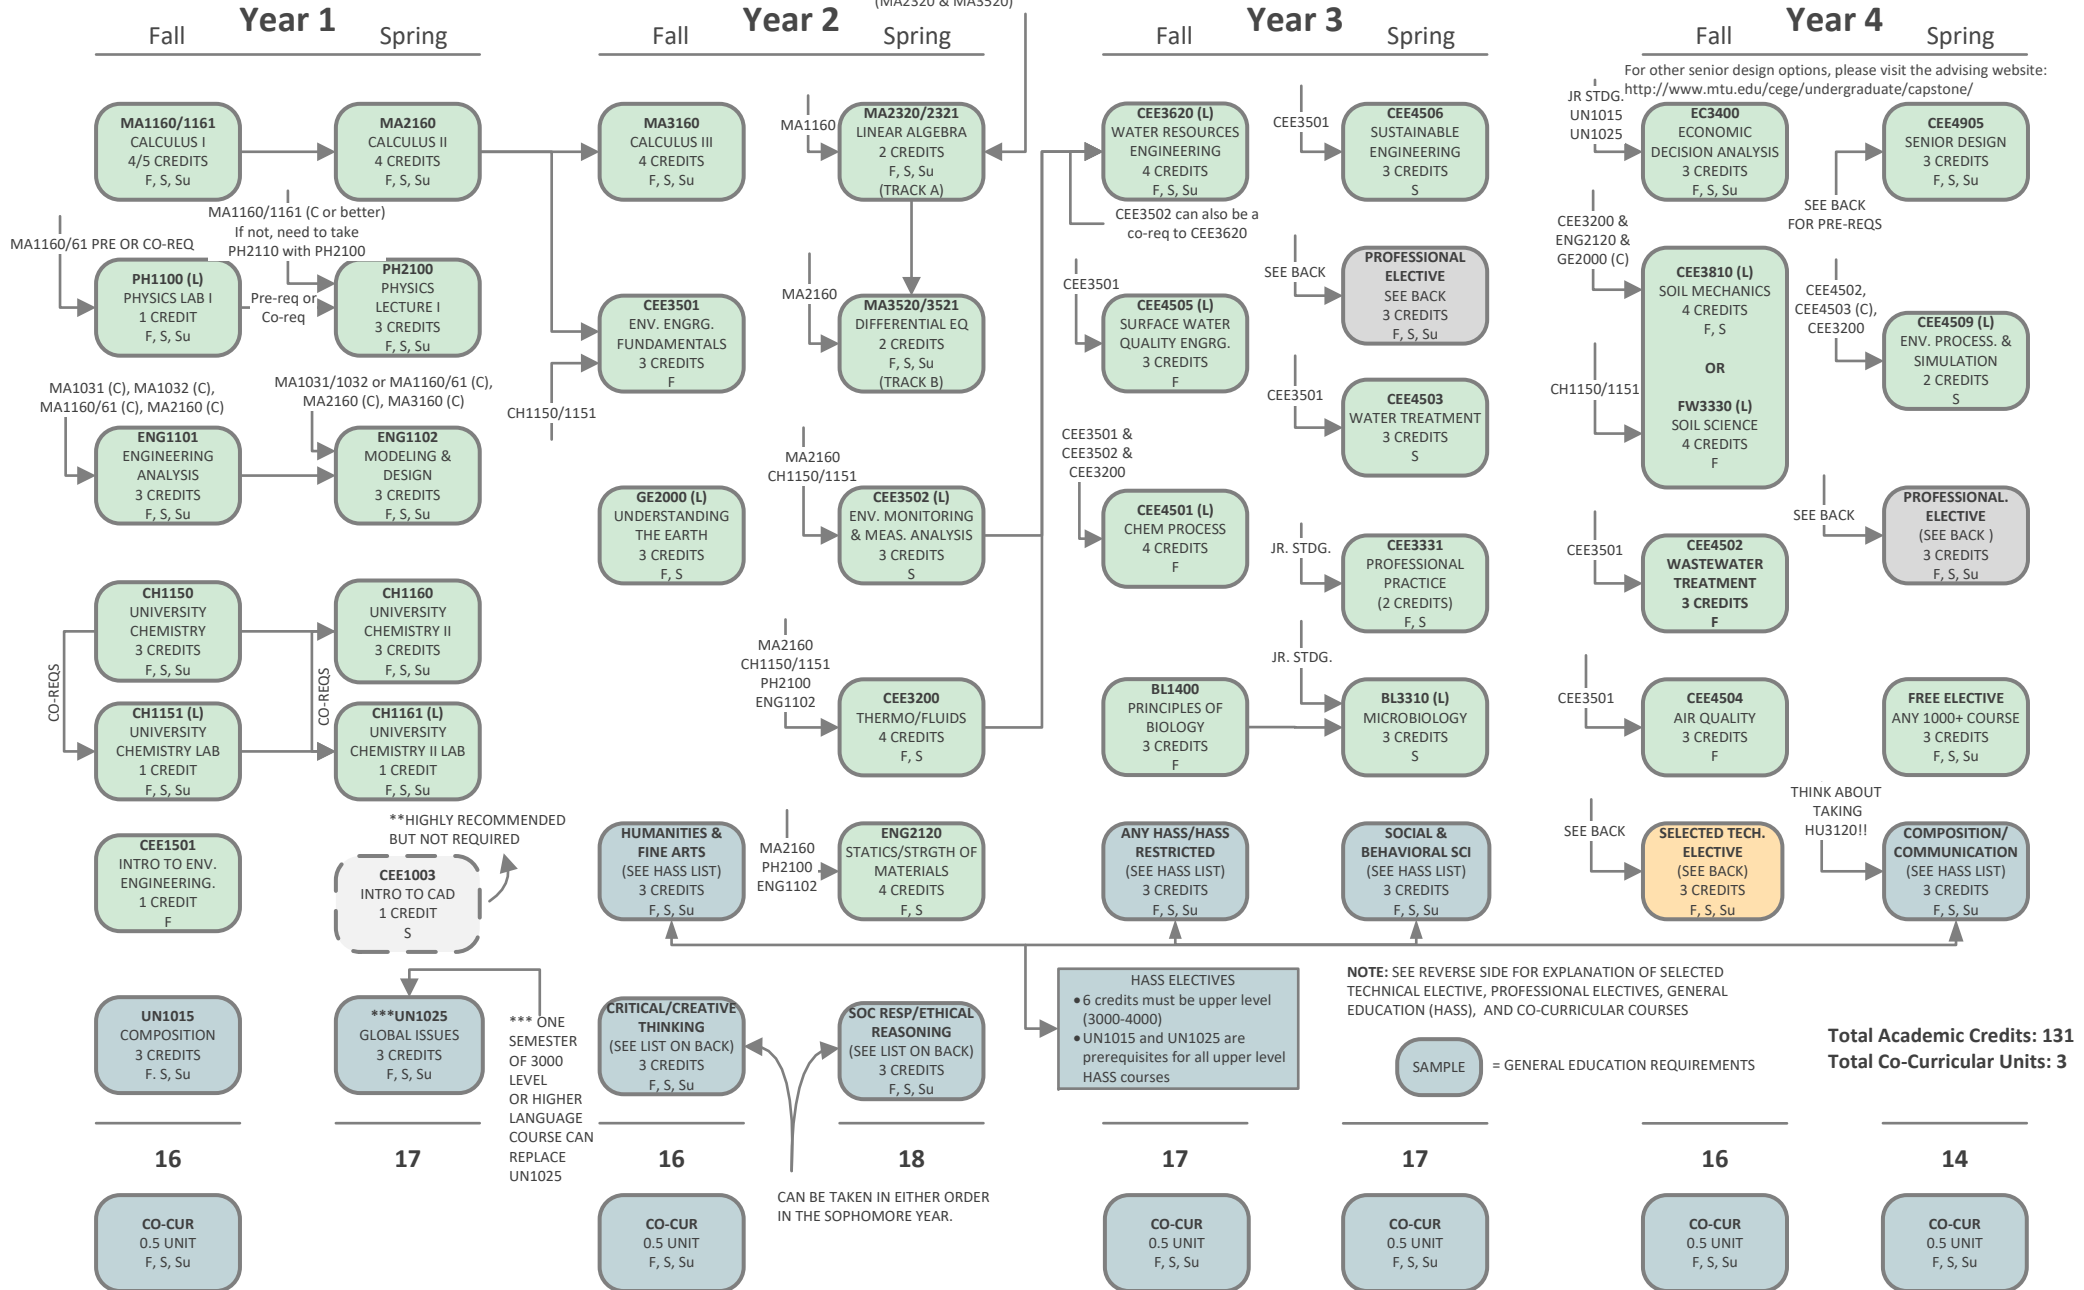 (MA2320 & MA3520)
Year 1
Fall
Spring
Year 2
Fall
Spring
Year 3
Fall
Spring
Year 4
Fall
Spring
For other senior design options, please visit the advising website:
http://www.mtu.edu/cege/undergraduate/capstone/
MA1160/1161
CALCULUS I
4/5 CREDITS
F, S, Su
MA1160/61 PRE OR CO-REQ
PH1100 (L)
PHYSICS LAB I
1 CREDIT
F, S, Su
Pre-req or
Co-req
MA1031 (C), MA1032 (C),
MA1160/61 (C), MA2160 (C)
ENG1101
ENGINEERING
ANALYSIS
3 CREDITS
F, S, Su
CH1150
UNIVERSITY
CHEMISTRY
3 CREDITS
F, S, Su
CO-REQS
CH1151 (L)
UNIVERSITY
CHEMISTRY LAB
1 CREDIT
F, S, Su
CEE1501
INTRO TO ENV.
ENGINEERING.
1 CREDIT
F
UN1015
COMPOSITION
3 CREDITS
F. S, Su
16
CO-CUR
0.5 UNIT
F, S, Su
MA2160
CALCULUS II
4 CREDITS
F, S, Su
MA1160/1161 (C or better)
If not, need to take
PH2110 with PH2100
PH2100
PHYSICS
LECTURE I
3 CREDITS
F, S, Su
MA1031/1032 or MA1160/61 (C),
MA2160 (C), MA3160 (C)
ENG1102
MODELING &
DESIGN
3 CREDITS
F, S, Su
CH1160
UNIVERSITY
CHEMISTRY II
3 CREDITS
F, S, Su
CO-REQS
CH1161 (L)
UNIVERSITY
CHEMISTRY II LAB
1 CREDIT
F, S, Su
**HIGHLY RECOMMENDED
BUT NOT REQUIRED
CEE1003
INTRO TO CAD
1 CREDIT
S
***UN1025
GLOBAL ISSUES
3 CREDITS
F, S, Su
*** ONE
SEMESTER
OF 3000
LEVEL
OR HIGHER
LANGUAGE
COURSE CAN
REPLACE
UN1025
17
MA3160
CALCULUS III
4 CREDITS
F, S, Su
CEE3501
ENV. ENGRG.
FUNDAMENTALS
3 CREDITS
F
CH1150/1151
GE2000 (L)
UNDERSTANDING
THE EARTH
3 CREDITS
F, S
HUMANITIES &
FINE ARTS
(SEE HASS LIST)
3 CREDITS
F, S, Su
CRITICAL/CREATIVE
THINKING
(SEE LIST ON BACK)
3 CREDITS
F, S, Su
16
CO-CUR
0.5 UNIT
F, S, Su
MA1160
MA2320/2321
LINEAR ALGEBRA
2 CREDITS
F, S, Su
(TRACK A)
MA2160
MA3520/3521
DIFFERENTIAL EQ
2 CREDITS
F, S, Su
(TRACK B)
MA2160
CH1150/1151
CEE3502 (L)
ENV. MONITORING
& MEAS. ANALYSIS
3 CREDITS
S
MA2160
CH1150/1151
PH2100
ENG1102
CEE3200
THERMO/FLUIDS
4 CREDITS
F, S
MA2160
PH2100
ENG1102
ENG2120
STATICS/STRGTH OF
MATERIALS
4 CREDITS
F, S
SOC RESP/ETHICAL
REASONING
(SEE LIST ON BACK)
3 CREDITS
F, S, Su
18
CAN BE TAKEN IN EITHER ORDER
IN THE SOPHOMORE YEAR.
CEE3620 (L)
WATER RESOURCES
ENGINEERING
4 CREDITS
F, S, Su
CEE3502 can also be a
co-req to CEE3620
CEE3501
CEE4505 (L)
SURFACE WATER
QUALITY ENGRG.
3 CREDITS
F
CEE3501 &
CEE3502 &
CEE3200
CEE4501 (L)
CHEM PROCESS
4 CREDITS
F
BL1400
PRINCIPLES OF
BIOLOGY
3 CREDITS
F
ANY HASS/HASS
RESTRICTED
(SEE HASS LIST)
3 CREDITS
F, S, Su
HASS ELECTIVES
• 6 credits must be upper level
(3000-4000)
• UN1015 and UN1025 are
prerequisites for all upper level
HASS courses
17
CO-CUR
0.5 UNIT
F, S, Su
CEE3501
CEE4506
SUSTAINABLE
ENGINEERING
3 CREDITS
S
SEE BACK
PROFESSIONAL
ELECTIVE
SEE BACK
3 CREDITS
F, S, Su
CEE3501
CEE4503
WATER TREATMENT
3 CREDITS
S
JR. STDG.
CEE3331
PROFESSIONAL
PRACTICE
(2 CREDITS)
F, S
JR. STDG.
BL3310 (L)
MICROBIOLOGY
3 CREDITS
S
SOCIAL &
BEHAVIORAL SCI
(SEE HASS LIST)
3 CREDITS
F, S, Su
NOTE: SEE REVERSE SIDE FOR EXPLANATION OF SELECTED
TECHNICAL ELECTIVE, PROFESSIONAL ELECTIVES, GENERAL
EDUCATION (HASS), AND CO-CURRICULAR COURSES
SAMPLE
= GENERAL EDUCATION REQUIREMENTS
17
CO-CUR
0.5 UNIT
F, S, Su
JR STDG.
UN1015
UN1025
EC3400
ECONOMIC
DECISION ANALYSIS
3 CREDITS
F, S, Su
CEE3200 &
ENG2120 &
GE2000 (C)
CEE3810 (L)
SOIL MECHANICS
4 CREDITS
F, S
OR
CH1150/1151
FW3330 (L)
SOIL SCIENCE
4 CREDITS
F
CEE3501
CEE4502
WASTEWATER
TREATMENT
3 CREDITS
F
CEE3501
CEE4504
AIR QUALITY
3 CREDITS
F
SEE BACK
SELECTED TECH.
ELECTIVE
(SEE BACK)
3 CREDITS
F, S, Su
16
CO-CUR
0.5 UNIT
F, S, Su
CEE4905
SENIOR DESIGN
3 CREDITS
F, S, Su
SEE BACK
FOR PRE-REQS
CEE4502,
CEE4503 (C),
CEE3200
CEE4509 (L)
ENV. PROCESS. &
SIMULATION
2 CREDITS
S
SEE BACK
PROFESSIONAL.
ELECTIVE
(SEE BACK )
3 CREDITS
F, S, Su
FREE ELECTIVE
ANY 1000+ COURSE
3 CREDITS
F, S, Su
THINK ABOUT
TAKING
HU3120!!
COMPOSITION/
COMMUNICATION
(SEE HASS LIST)
3 CREDITS
F, S, Su
Total Academic Credits: 131
Total Co-Curricular Units: 3
14
CO-CUR
0.5 UNIT
F, S, Su